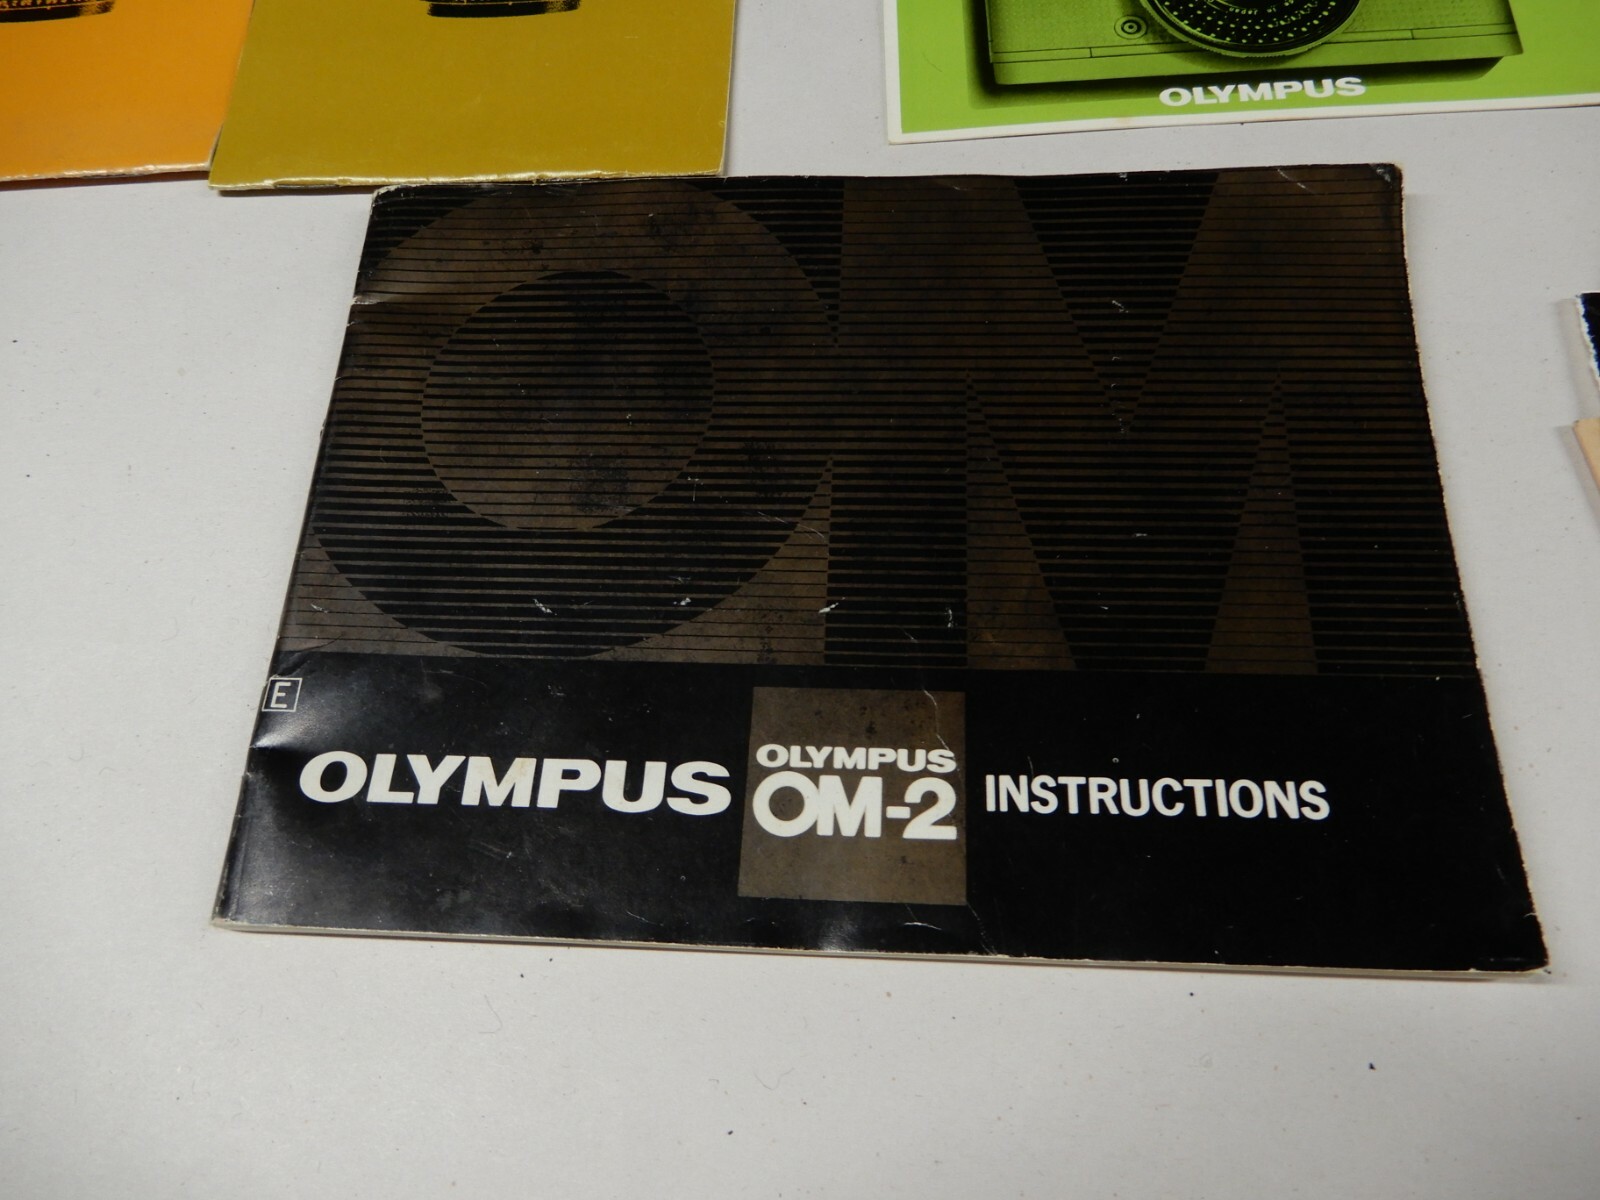 OLYMPUS
OM
E
OLYMPUS
OLYMPUS
OM-2
INSTRUCTIONS